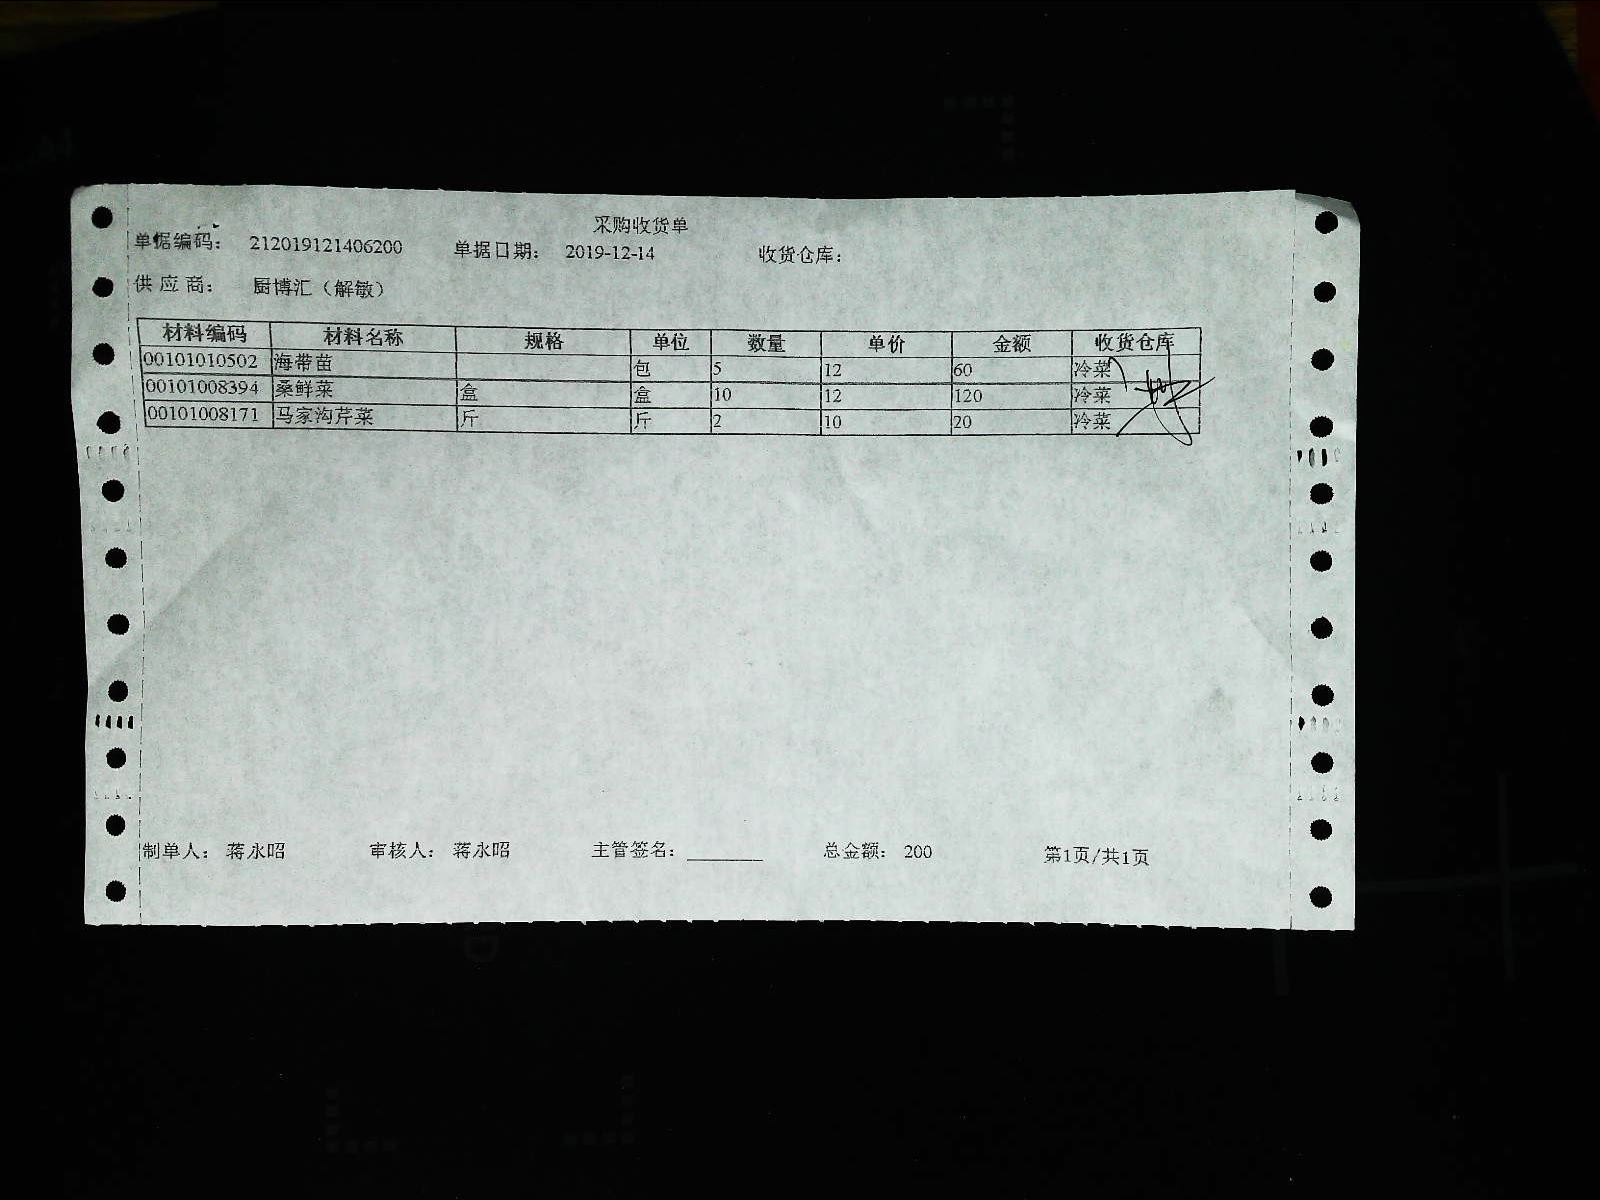 采购收货单
单据编码： 212019121406200 单据日期： 2019-12-14 收货仓库：
供应商： 厨博汇（解敏）
材料编码 材料名称 规格 单位 数量 单价 金额 收货仓库
00101010502 海带苗 包 5 12 60 冷菜
00101008394 桑鲜菜 盒 盒 10 12 120 冷菜
00101008171 马家沟芹菜 斤 斤 2 10 20 冷菜
制单人： 蒋永昭 审核人： 蒋永昭 主管签名： 总金额： 200 第1页/共1页